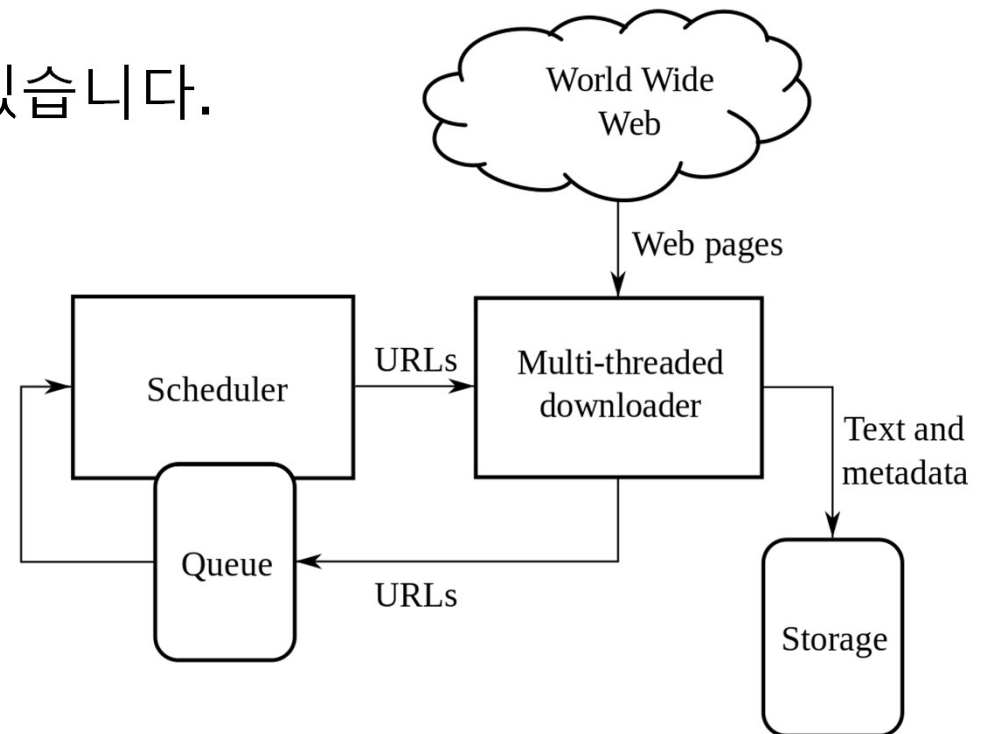 습니다.
World Wide
Web
Web pages
URLs
Scheduler
Multi-threaded
downloader
Text and
metadata
Queue
URLs
Storage